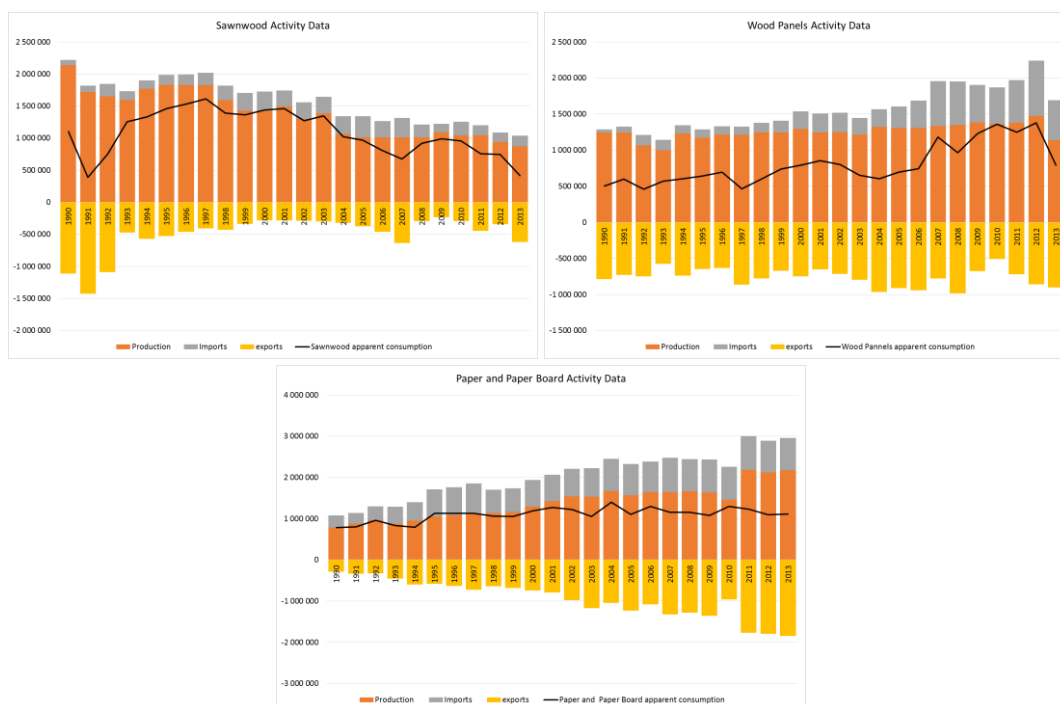 Sawnwood Activity Data
2 500 000
2 000 000
1 500 000
1 000 000
500 000
0
-500 000
-1 000 000
-1 500 000
-2 000 000
1990 1991 1992 1993 1994 1995 1996 1997 1998 1999 2000 2001 2002 2003 2004 2005 2006 2007 2008 2009 2010 2011 2012 2013
Production Imports exports Sawnwood apparent consumption
Wood Panels Activity Data
2 500 000
2 000 000
1 500 000
1 000 000
500 000
0
-500 000
-1 000 000
-1 500 000
1990 1991 1992 1993 1994 1995 1996 1997 1998 1999 2000 2001 2002 2003 2004 2005 2006 2007 2008 2009 2010 2011 2012 2013
Production Imports exports Wood Pannels apparent consumption
Paper and Paper Board Activity Data
4 000 000
3 000 000
2 000 000
1 000 000
0
-1 000 000
-2 000 000
-3 000 000
1990 1991 1992 1993 1994 1995 1996 1997 1998 1999 2000 2001 2002 2003 2004 2005 2006 2007 2008 2009 2010 2011 2012 2013
Production Imports exports Paper and Paper Board apparent consumption